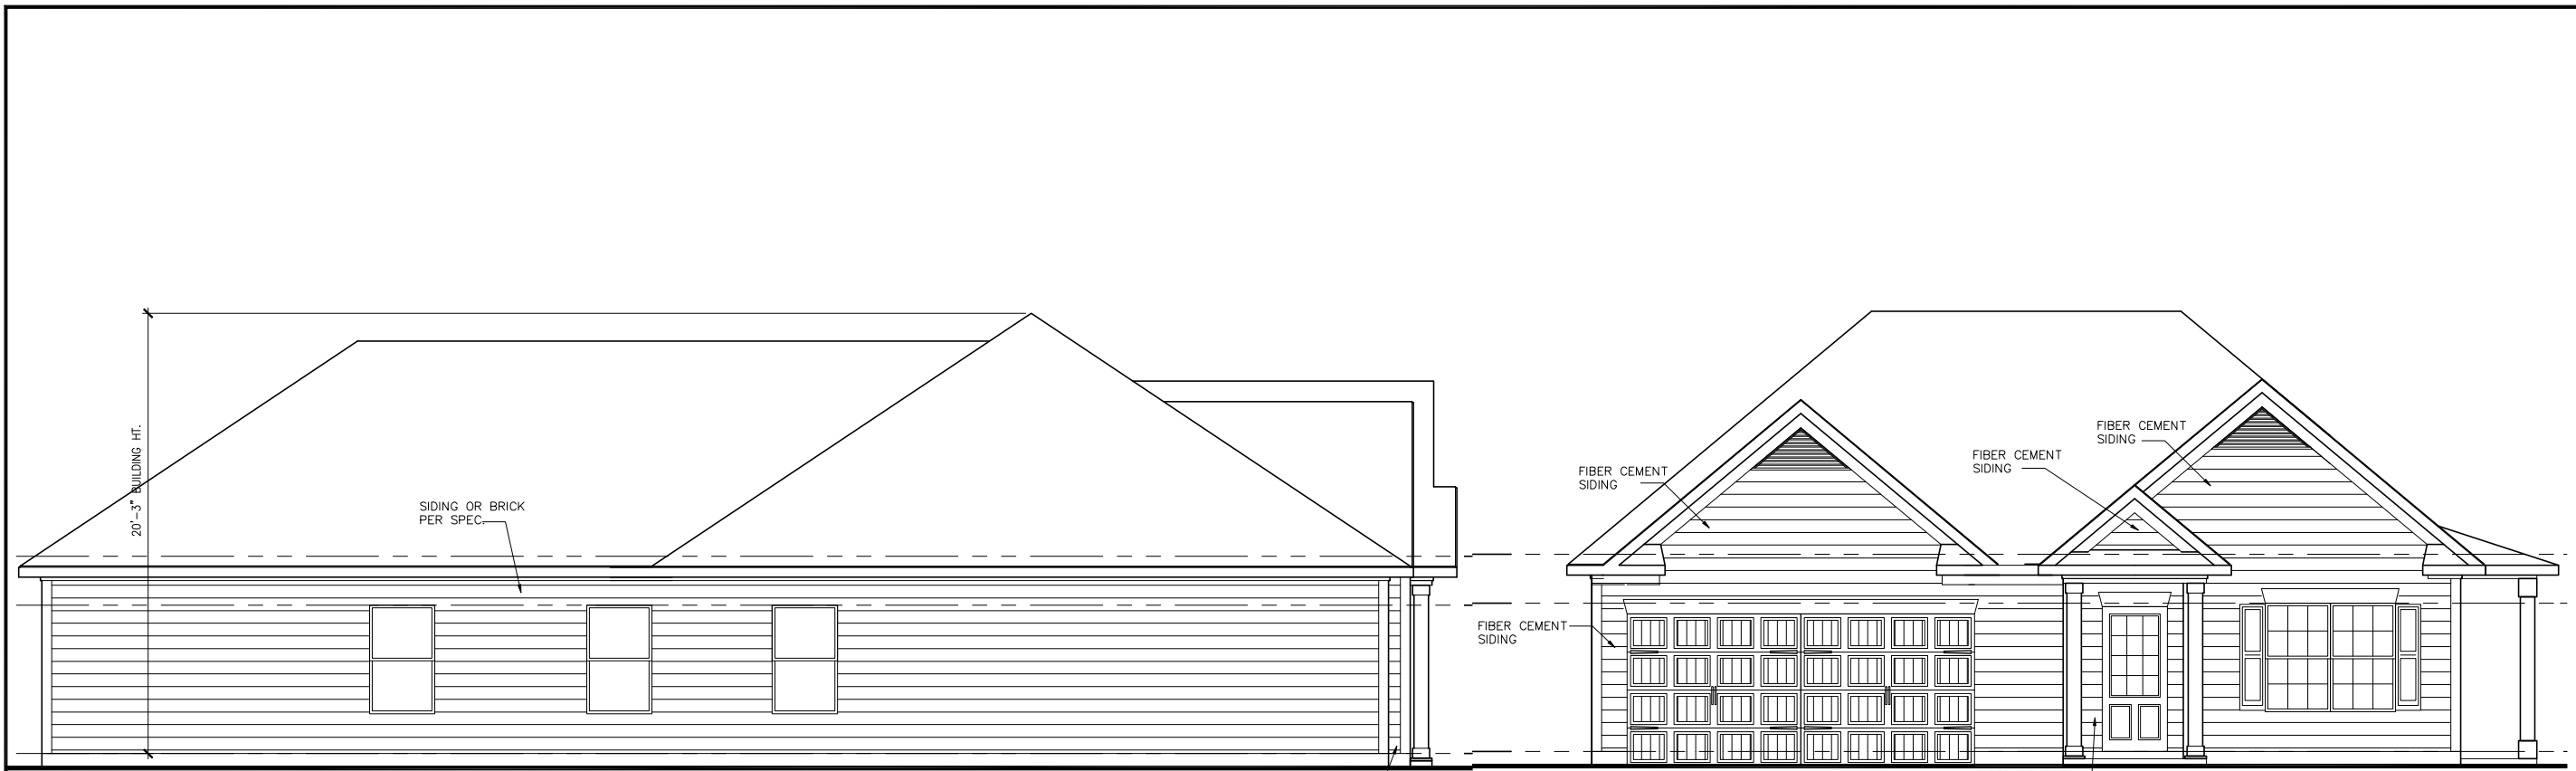 20'-3" BUILDING HT.
SIDING OR BRICK
PER SPEC.
FIBER CEMENT
SIDING
FIBER CEMENT
SIDING
FIBER CEMENT
SIDING
FIBER CEMENT
SIDING